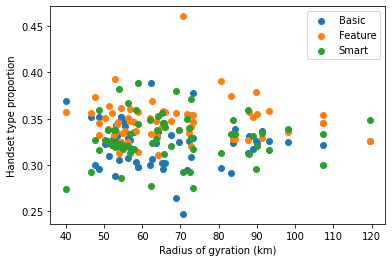 Basic
Feature
Smart
0.45
0.40
0.35
0.30
0.25
Handset type proportion
40 50 60 70 80 90 100 110 120
Radius of gyration (km)